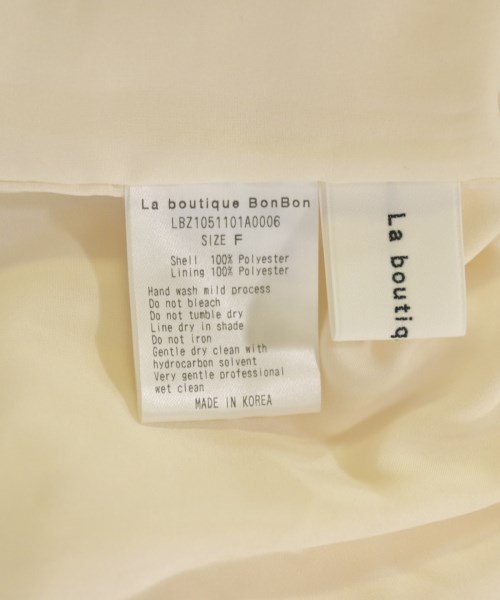 La boutique BonBon
LBZ1051101A0006
SIZE F
Shell 100% Polyester
Lining 100% Polyester
Hand wash mild process
Do not bleach
Do not tumble dry
Line dry in shade
Do not iron
Gentle dry clean with
hydrocarbon solvent
Very gentle professional
wet clean
MADE IN KOREA
La boutiq